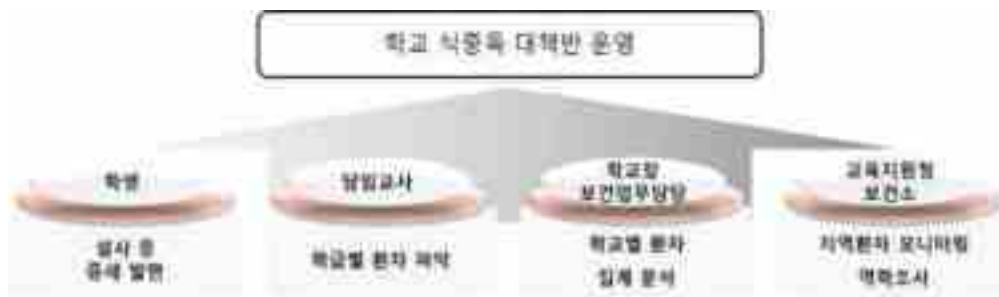 학교 식중독 대책반 운영
학생
담임교사
학교장
보건업무담당
교육지원청
보건소
설사 등
증세 발현
학급별 환자 파악
학교별 환자
집계 분석
지역환자 모니터링
역학조사